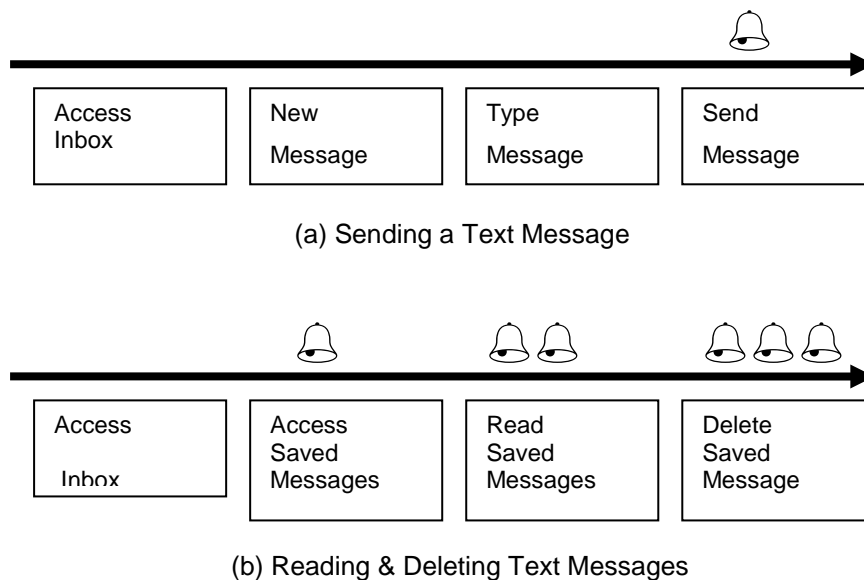 Access
Inbox
New
Message
Type
Message
Send
Message
(a) Sending a Text Message
Access
Inbox
Access
Saved
Messages
Read
Saved
Messages
Delete
Saved
Message
(b) Reading & Deleting Text Messages